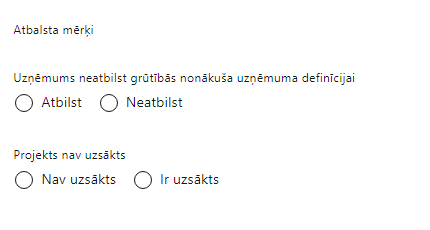 Atbalsta mērķi
Uzņēmums neatbilst grūtībās nonākuša uzņēmuma definīcijai
Atbilst Neatbilst
Projekts nav uzsākts
Nav uzsākts Ir uzsākts